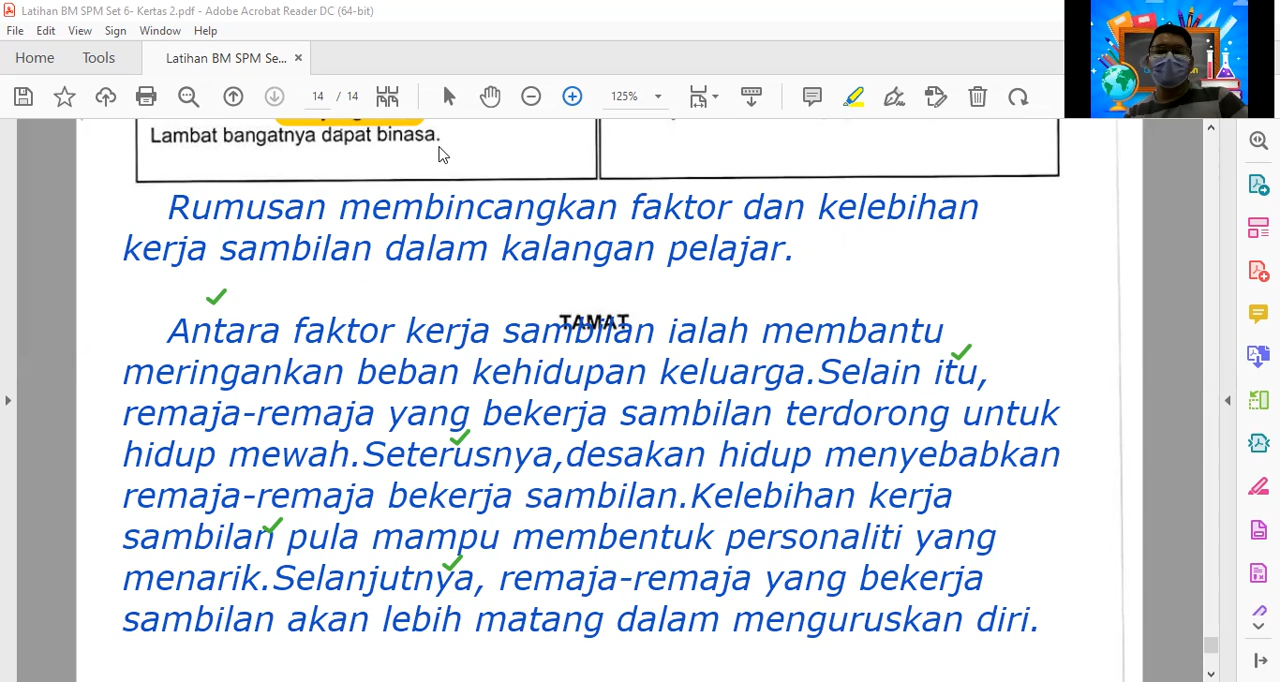 Latihan BM SPM Set 6- Kertas 2.pdf - Adobe Acrobat Reader DC (64-bit)
File Edit View Sign Window Help
Home Tools Latihan BM SPM Se... ×
14 / 14 125%
Lambat bangatnya dapat binasa.
Rumusan membincangkan faktor dan kelebihan
kerja sambilan dalam kalangan pelajar.
TAMAT
Antara faktor kerja sambilan ialah membantu
meringankan beban kehidupan keluarga.Selain itu,
remaja-remaja yang bekerja sambilan terdorong untuk
hidup mewah.Seterusnya,desakan hidup menyebabkan
remaja-remaja bekerja sambilan.Kelebihan kerja
sambilan pula mampu membentuk personaliti yang
menarik.Selanjutnya, remaja-remaja yang bekerja
sambilan akan lebih matang dalam menguruskan diri.